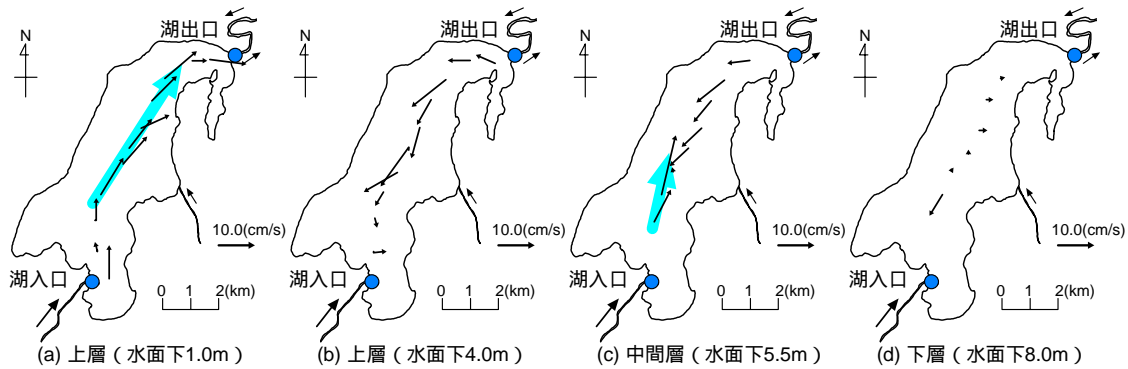 湖出口
N
10.0(cm/s)
湖入口
0 1 2(km)
(a) 上層（水面下1.0m）
湖出口
N
10.0(cm/s)
湖入口
0 1 2(km)
(b) 上層（水面下4.0m）
湖出口
N
10.0(cm/s)
湖入口
0 1 2(km)
(c) 中間層（水面下5.5m）
湖出口
N
10.0(cm/s)
湖入口
0 1 2(km)
(d) 下層（水面下8.0m）